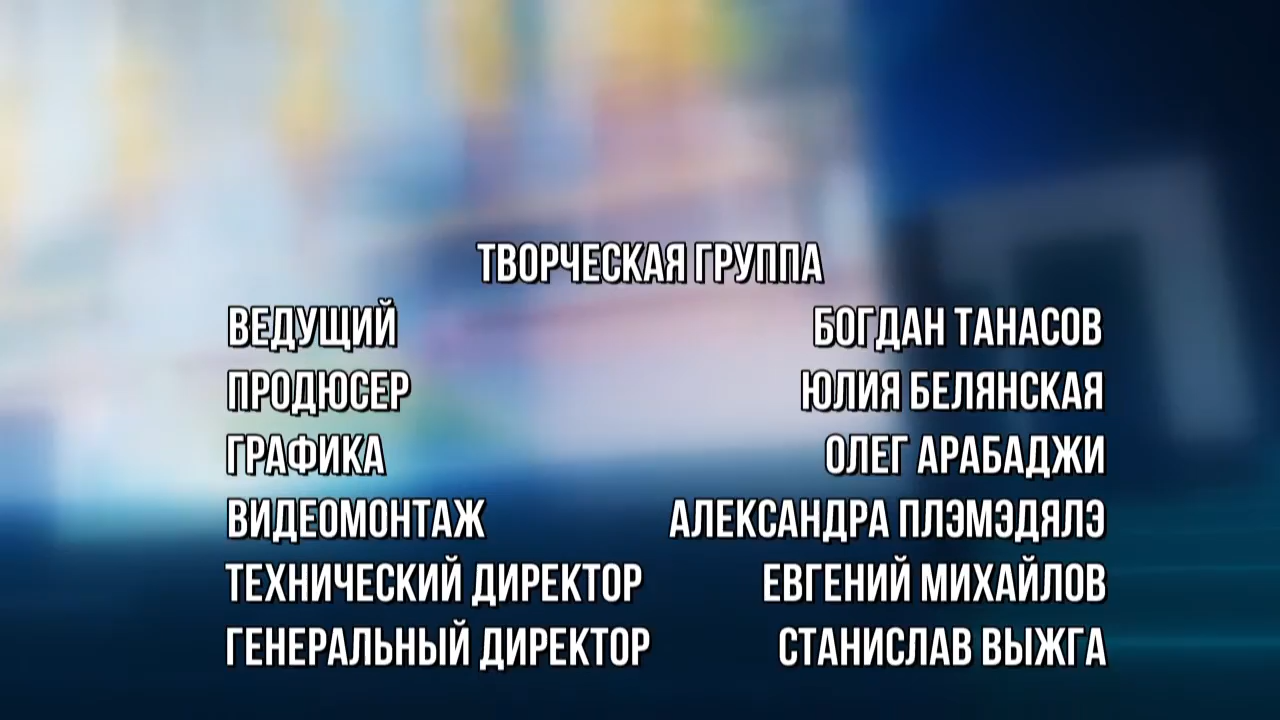 ТВОРЧЕСКАЯ ГРУППА
ВЕДУЩИЙ БОГДАН ТАНАСОВ
ПРОДЮСЕР ЮЛИЯ БЕЛЯНСКАЯ
ГРАФИКА ОЛЕГ АРАБАДЖИ
ВИДЕОМОНТАЖ АЛЕКСАНДРА ПЛЭМЭДЯЛЭ
ТЕХНИЧЕСКИЙ ДИРЕКТОР ЕВГЕНИЙ МИХАЙЛОВ
ГЕНЕРАЛЬНЫЙ ДИРЕКТОР СТАНИСЛАВ ВЫЖГА